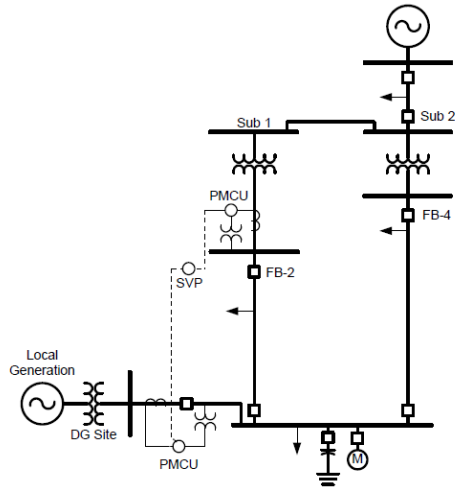 Sub 1
Sub 2
PMCU
FB-4
SVP
FB-2
Local
Generation
DG Site
PMCU
M